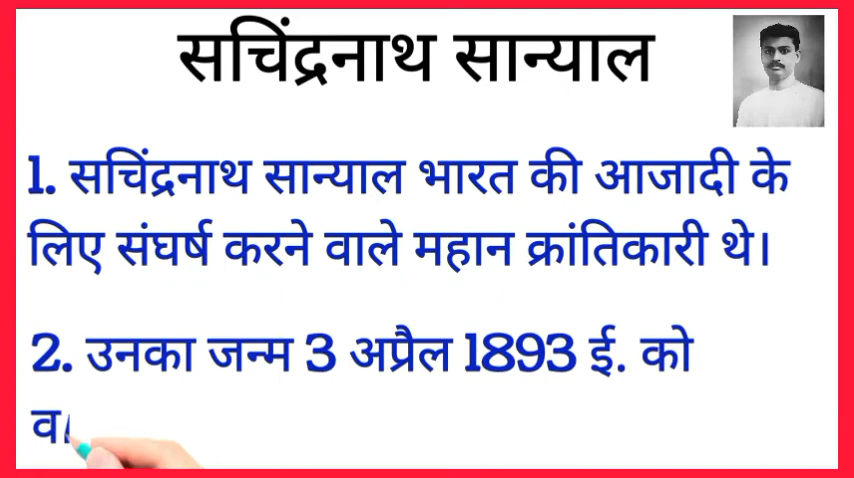 सचिंद्रनाथ सान्याल
1. सचिंद्रनाथ सान्याल भारत की आजादी के
लिए संघर्ष करने वाले महान क्रांतिकारी थे।
2. उनका जन्म 3 अप्रैल 1893 ई. को